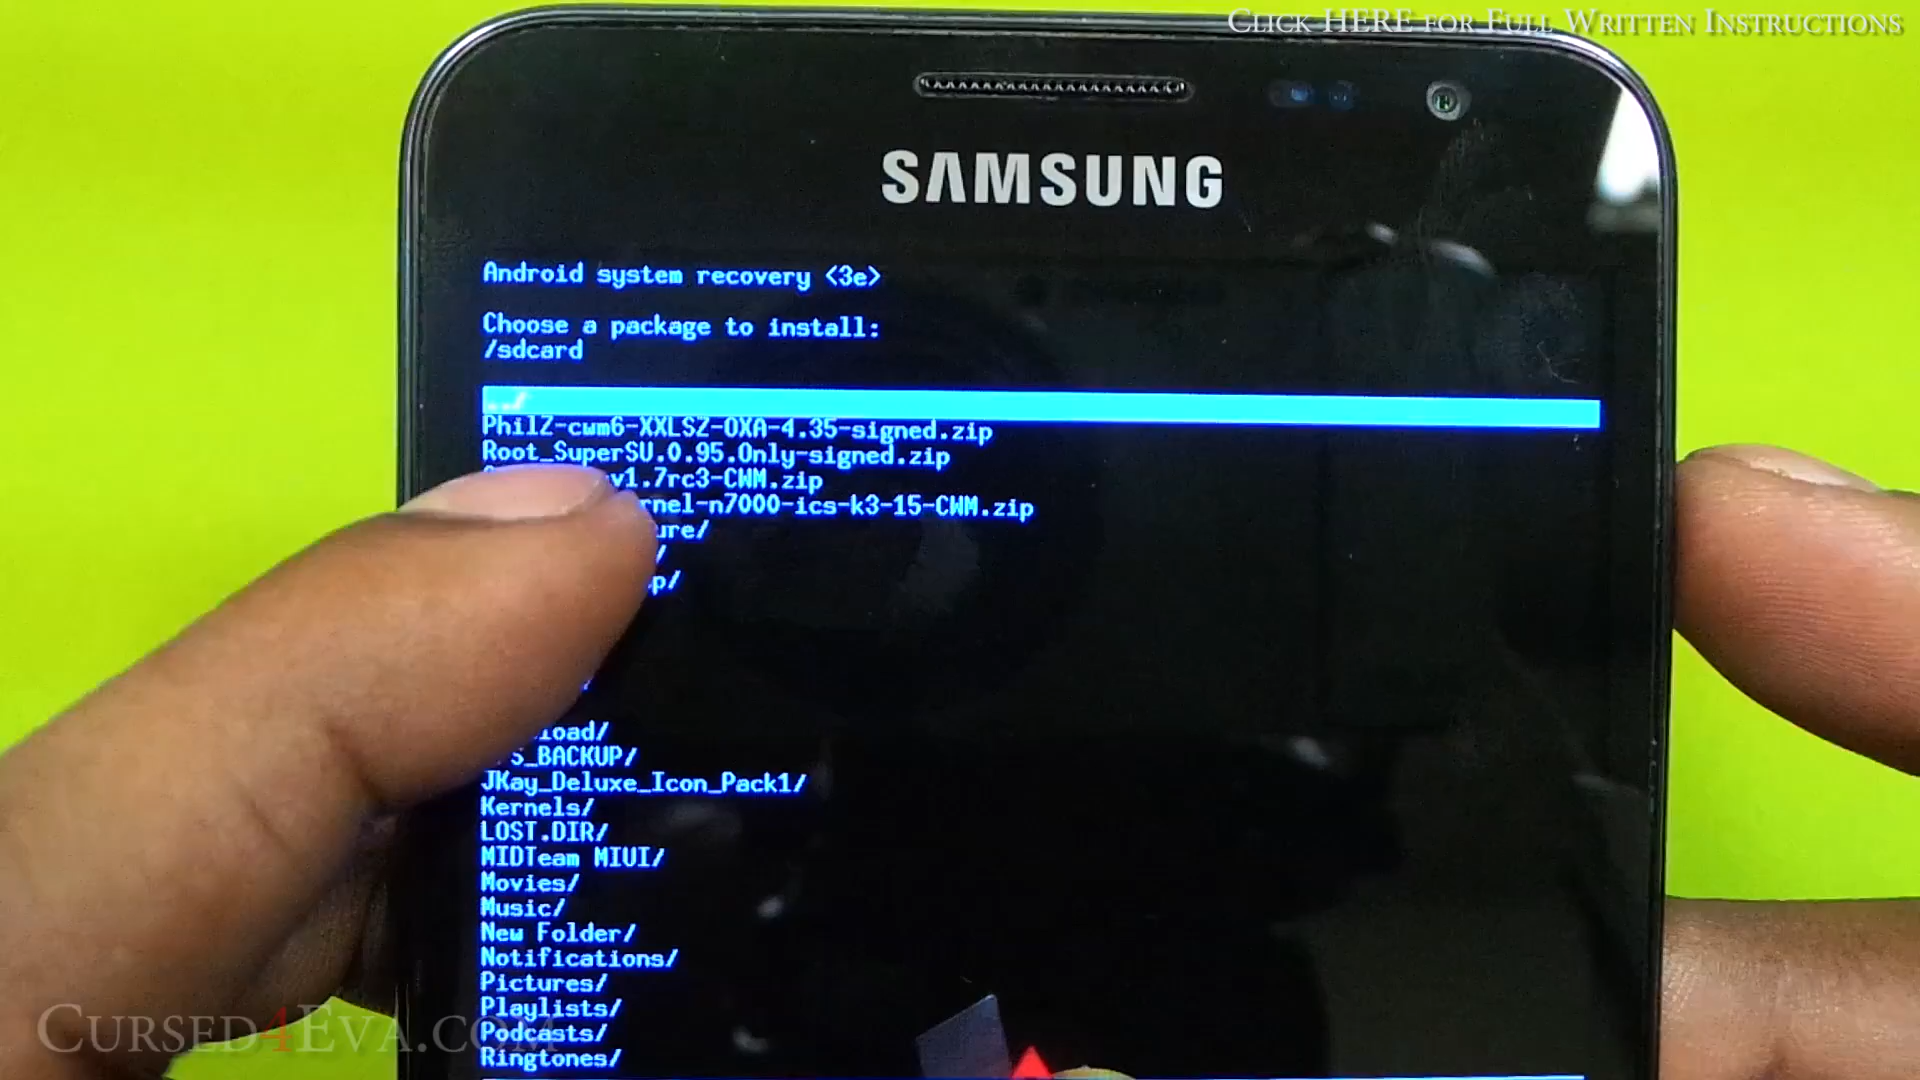 Click HERE for Full Written Instructions
SAMSUNG
Android system recovery <3e>
Choose a package to install:
/sdcard
../
PhilZ-cwm6-XXLSZ-OXA-4.35-signed.zip
Root_SuperSU.0.95.Only-signed.zip
v1.7rc3-CWM.zip
rnel-n7000-ics-k3-15-CWM.zip
ure/
/
p/
/
load/
S_BACKUP/
JKay_Deluxe_Icon_Pack1/
Kernels/
LOST.DIR/
MIDTeam MIUI/
Movies/
Music/
New Folder/
Notifications/
Pictures/
Playlists/
Podcasts/
Ringtones/
Cursed4Eva.com